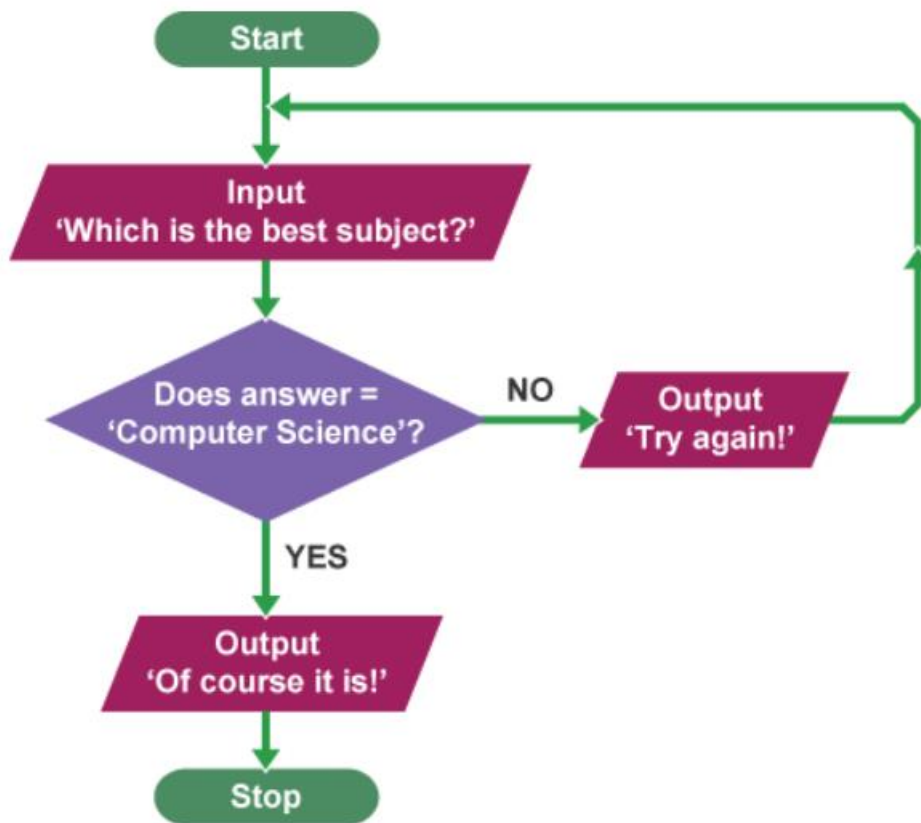 Start
Input
‘Which is the best subject?’
Does answer =
‘Computer Science’?
NO
Output
‘Try again!’
YES
Output
‘Of course it is!’
Stop